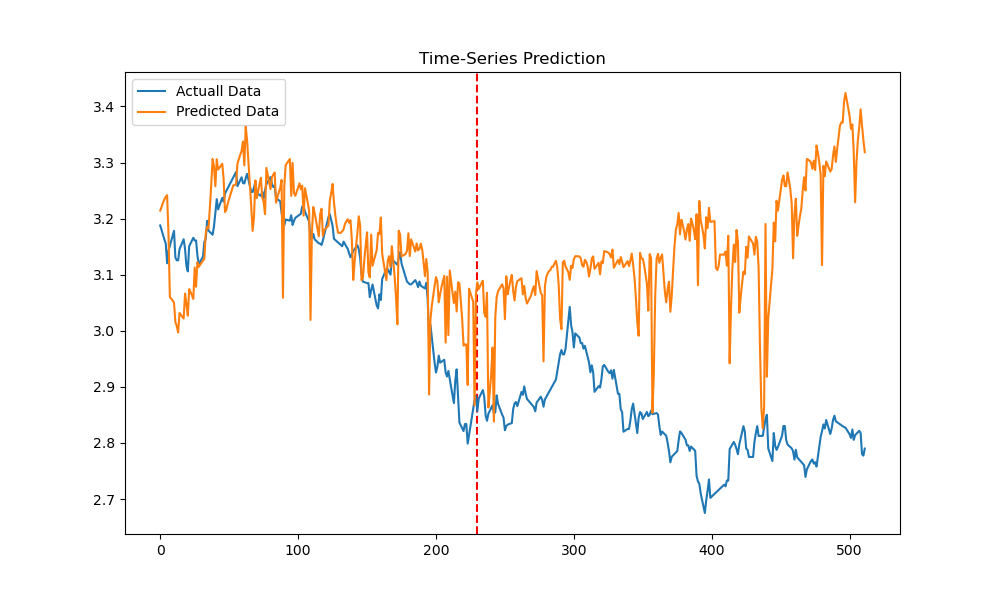 Time-Series Prediction
Actuall Data
Predicted Data
3.4
3.3
3.2
3.1
3.0
2.9
2.8
2.7
0 100 200 300 400 500